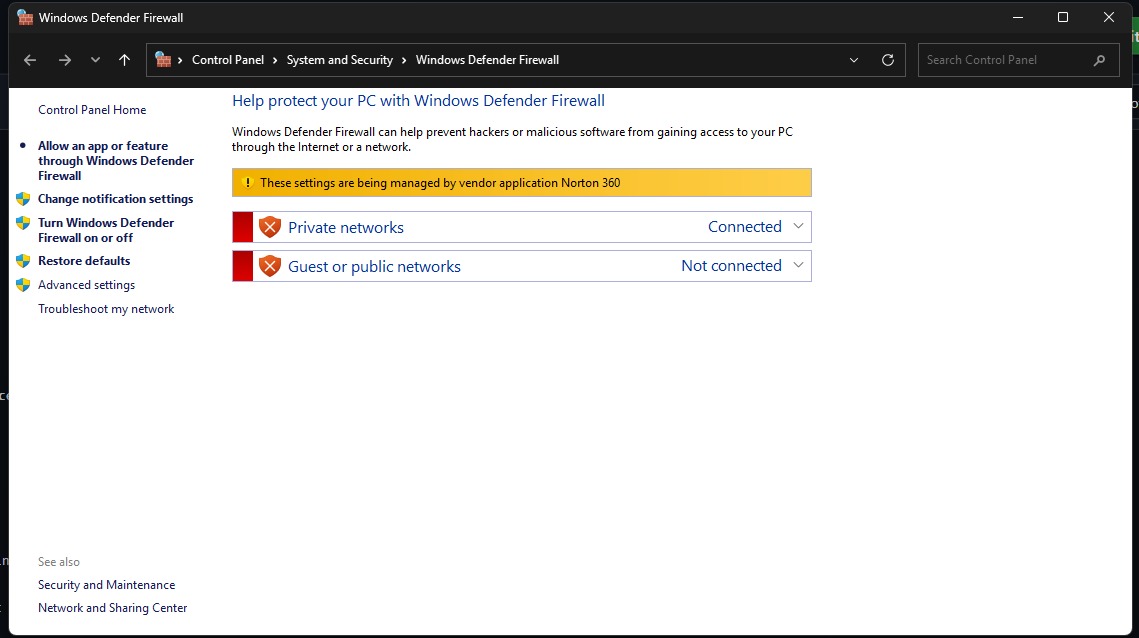 Windows Defender Firewall
Control Panel › System and Security › Windows Defender Firewall
Search Control Panel
Control Panel Home
Allow an app or feature
through Windows Defender
Firewall
Change notification settings
Turn Windows Defender
Firewall on or off
Restore defaults
Advanced settings
Troubleshoot my network
Help protect your PC with Windows Defender Firewall
Windows Defender Firewall can help prevent hackers or malicious software from gaining access to your PC
through the Internet or a network.
These settings are being managed by vendor application Norton 360
Private networks Connected
Guest or public networks Not connected
See also
Security and Maintenance
Network and Sharing Center